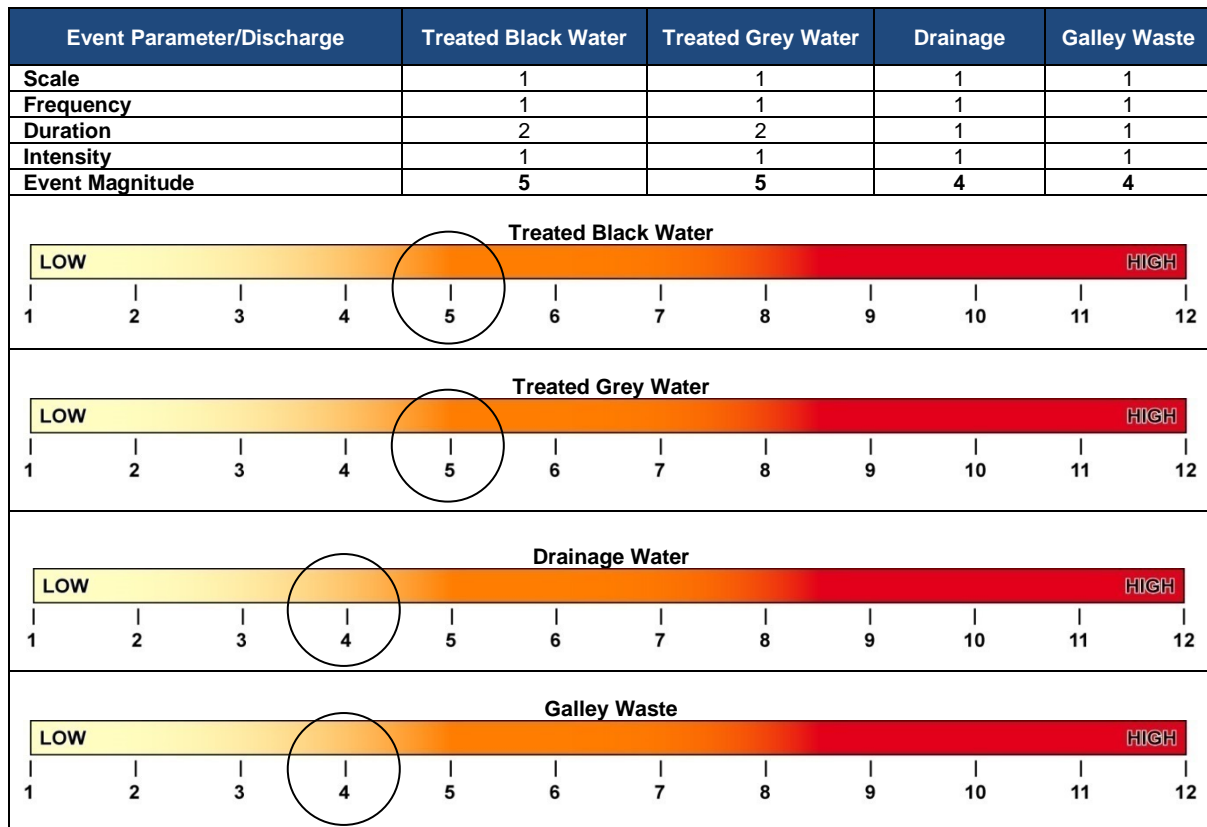 Event Parameter/Discharge Treated Black Water Treated Grey Water Drainage Galley Waste
Scale 1 1 1 1
Frequency 1 1 1 1
Duration 2 2 1 1
Intensity 1 1 1 1
Event Magnitude 5 5 4 4
Treated Black Water
LOW HIGH
1 2 3 4 5 6 7 8 9 10 11 12
Treated Grey Water
LOW HIGH
1 2 3 4 5 6 7 8 9 10 11 12
Drainage Water
LOW HIGH
1 2 3 4 5 6 7 8 9 10 11 12
Galley Waste
LOW HIGH
1 2 3 4 5 6 7 8 9 10 11 12